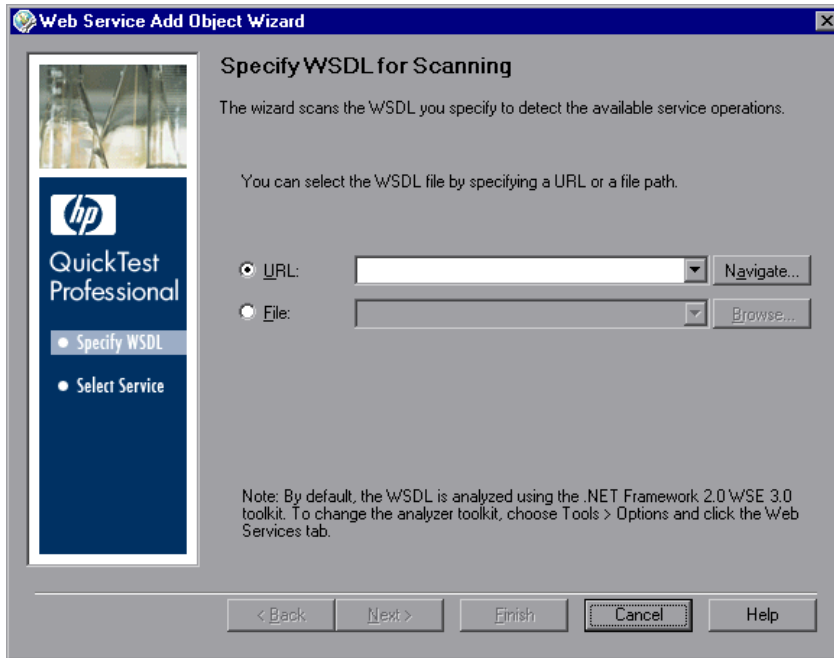 Web Service Add Object Wizard
Specify WSDL for Scanning
The wizard scans the WSDL you specify to detect the available service operations.
You can select the WSDL file by specifying a URL or a file path.
hp
QuickTest
Professional
Specify WSDL
Select Service
URL:
Navigate...
File:
Browse...
Note: By default, the WSDL is analyzed using the .NET Framework 2.0 WSE 3.0
toolkit. To change the analyzer toolkit, choose Tools > Options and click the Web
Services tab.
< Back
Next >
Finish
Cancel
Help